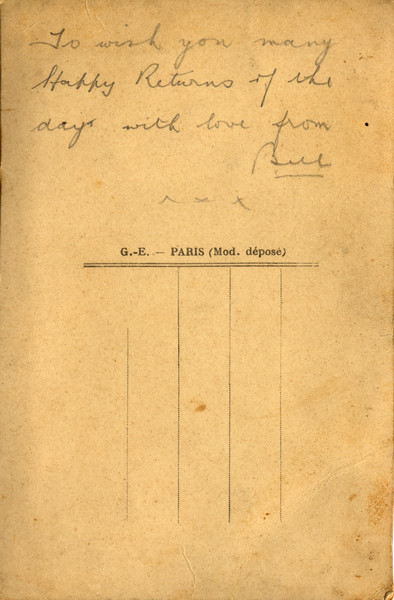 To wish you many
Happy Returns of the
day with love from
Bill
x x x
G.-E. — PARIS (Mod. déposé)